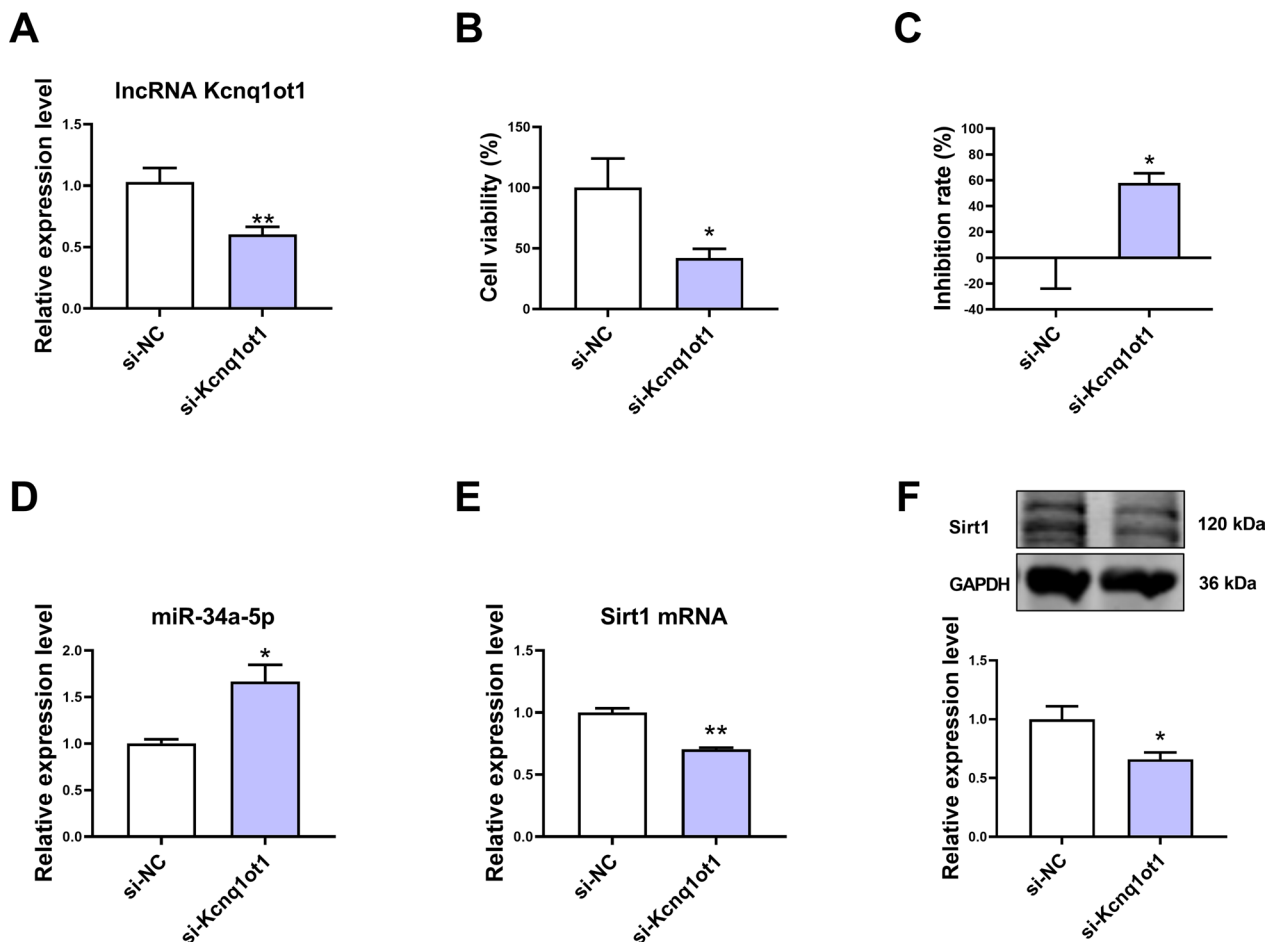 A
lncRNA Kcnq1ot1
Relative expression level
1.5
1.0
0.5
0.0
**
si-NC
si-Kcnq1ot1
B
Cell viability (%)
150
100
50
0
*
si-NC
si-Kcnq1ot1
C
Inhibition rate (%)
100
80
60
40
20
0
-20
-40
*
si-NC
si-Kcnq1ot1
D
miR-34a-5p
Relative expression level
2.0
1.5
1.0
0.5
0.0
*
si-NC
si-Kcnq1ot1
E
Sirt1 mRNA
Relative expression level
1.5
1.0
0.5
0.0
**
si-NC
si-Kcnq1ot1
F
Sirt1 120 kDa
GAPDH 36 kDa
Relative expression level
1.5
1.0
0.5
0.0
*
si-NC
si-Kcnq1ot1